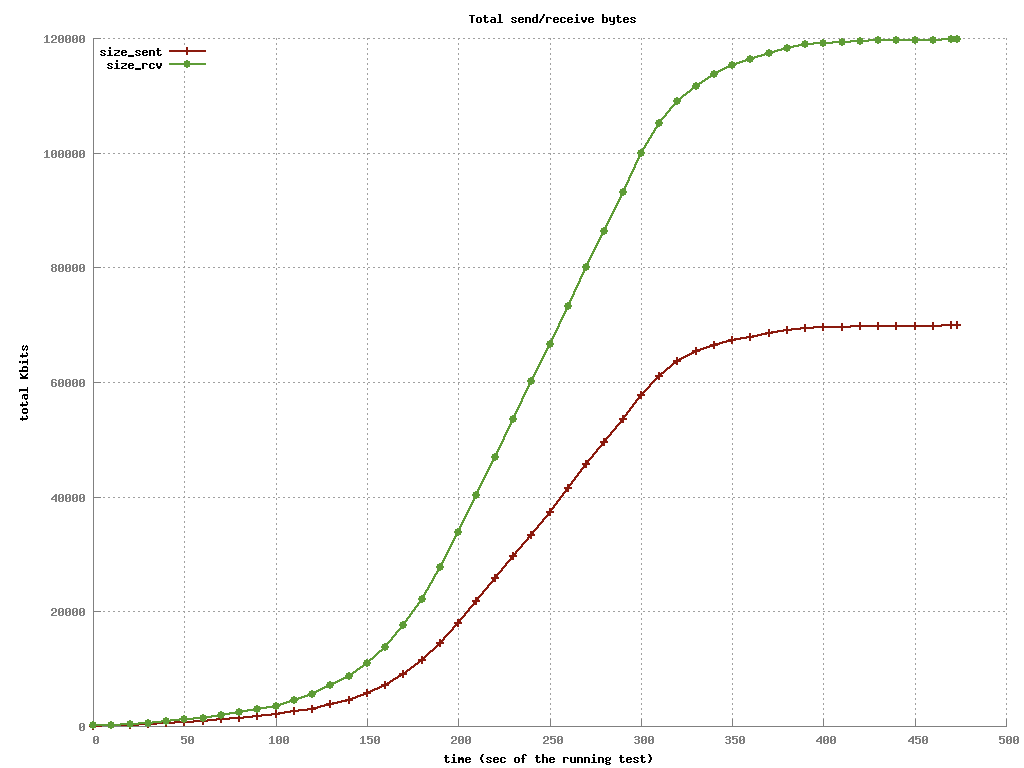 Total send/receive bytes
size_sent
size_rcv
120000
100000
80000
60000
40000
20000
0
total Kbits
0 50 100 150 200 250 300 350 400 450 500
time (sec of the running test)